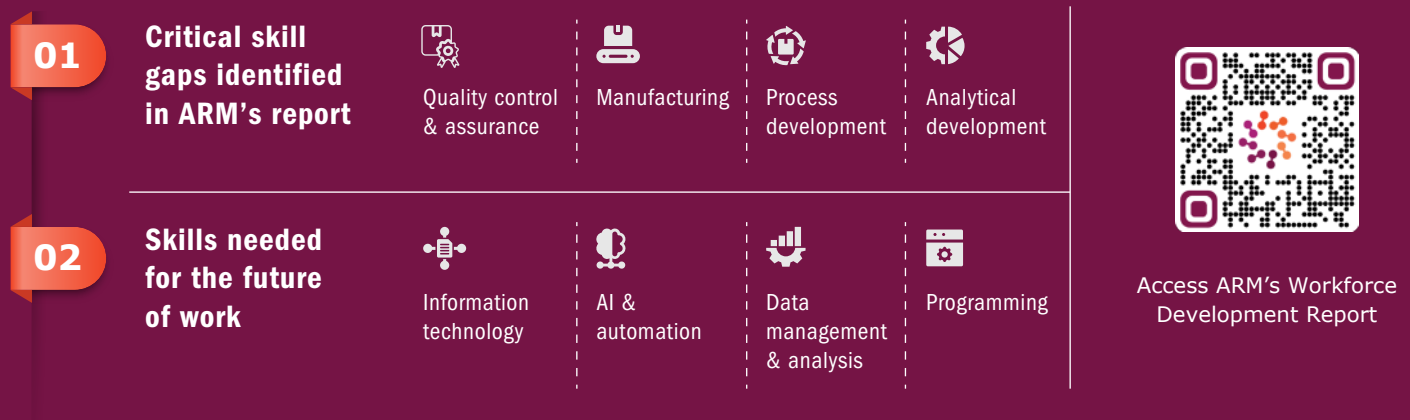 01
Critical skill
gaps identified
in ARM’s report
Quality control
& assurance
Manufacturing
Process
development
Analytical
development
02
Skills needed
for the future
of work
Information
technology
AI &
automation
Data
management
& analysis
Programming
Access ARM’s Workforce
Development Report